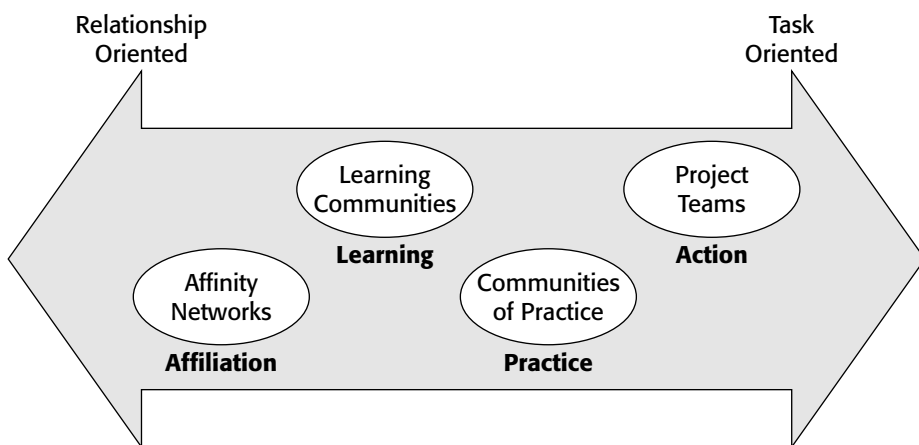 Relationship
Oriented
Task
Oriented
Learning
Communities
Learning
Project
Teams
Action
Affinity
Networks
Affiliation
Communities
of Practice
Practice